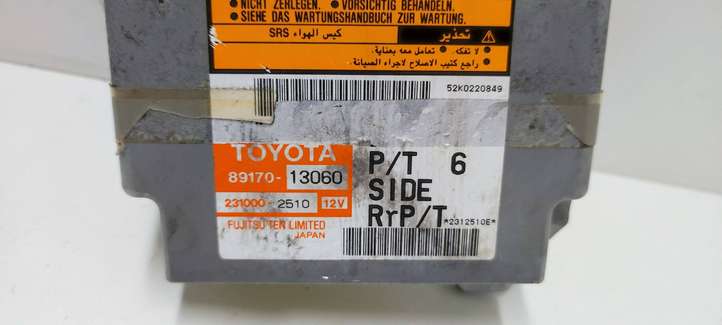 • NICHT ZERLEGEN. • VORSICHTIG BEHANDELN.
• SIEHE DAS WARTUNGSHANDBUCH ZUR WARTUNG.
تحذير كيس الهواء SRS
• لا تفكه. • تعامل معه بعناية.
• راجع كتيب الاصلاح لاجراء الصيانة.
52K0220849
TOYOTA
89170- 13060
231000- 2510 12V
FUJITSU TEN LIMITED
JAPAN
P/T 6
SIDE
RrP/T
*2312510E*